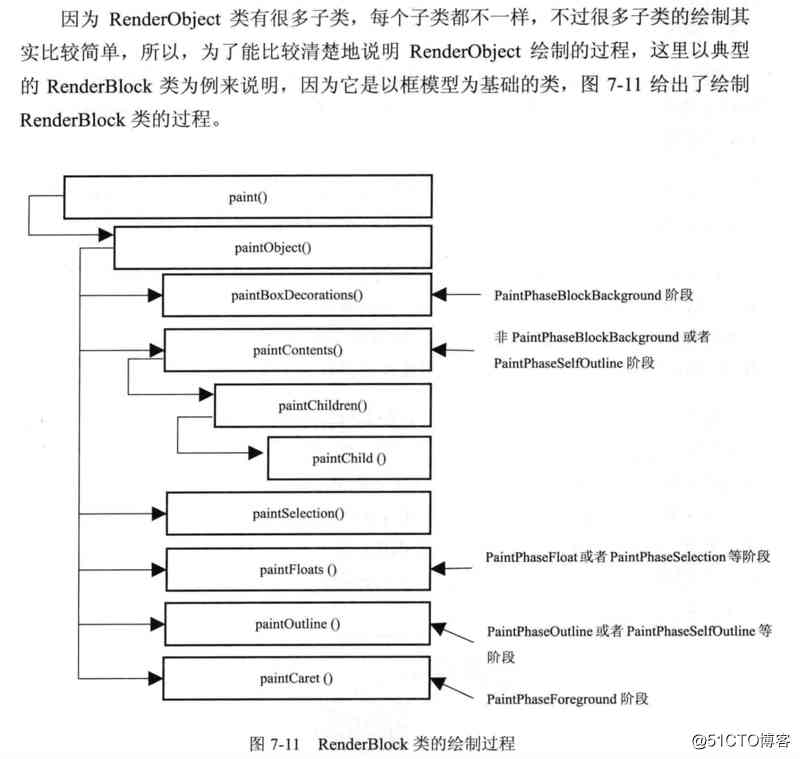 因为 RenderObject 类有很多子类，每个子类都不一样，不过很多子类的绘制其
实比较简单，所以，为了能比较清楚地说明 RenderObject 绘制的过程，这里以典型
的 RenderBlock 类为例来说明，因为它是以框模型为基础的类，图 7-11 给出了绘制
RenderBlock 类的过程。
paint()
paintObject()
paintBoxDecorations()
PaintPhaseBlockBackground 阶段
paintContents()
非 PaintPhaseBlockBackground 或者
PaintPhaseSelfOutline 阶段
paintChildren()
paintChild ()
paintSelection()
paintFloats ()
PaintPhaseFloat 或者 PaintPhaseSelection 等阶段
paintOutline ()
PaintPhaseOutline 或者 PaintPhaseSelfOutline 等
阶段
paintCaret ()
PaintPhaseForeground 阶段
图 7-11 RenderBlock 类的绘制过程
@51CTO博客